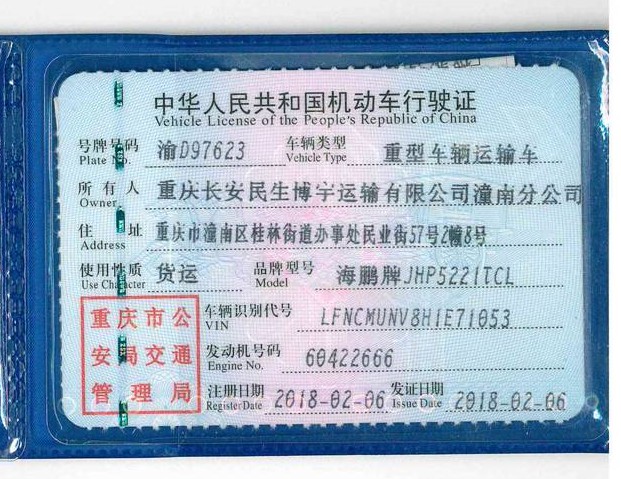 中华人民共和国机动车行驶证
Vehicle License of the People's Republic of China
号牌号码 渝D97623 车辆类型 重型车辆运输车
Plate No. Vehicle Type
所有人 重庆长安民生博宇运输有限公司潼南分公司
Owner
住址 重庆市潼南区桂林街道办事处民业街57号2幢8号
Address
使用性质 货运 品牌型号 海鹏牌JHP5221TCL
Use Character Model
重庆市公 车辆识别代号 LFNCMUNV8H1E71053
VIN
安局交通 发动机号码 60422666
Engine No.
管理局 注册日期 2018-02-06 发证日期 2018-02-06
Register Date Issue Date